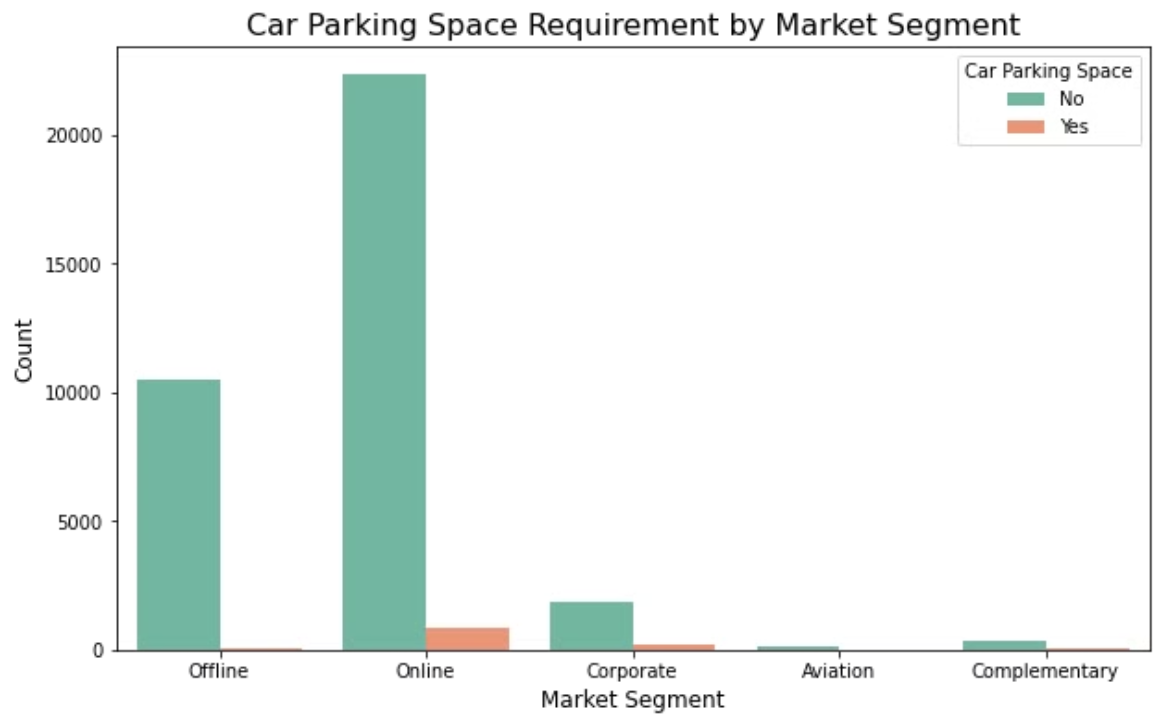 Car Parking Space Requirement by Market Segment
Car Parking Space
No
Yes
20000
15000
10000
5000
0
Count
Offline Online Corporate Aviation Complementary
Market Segment